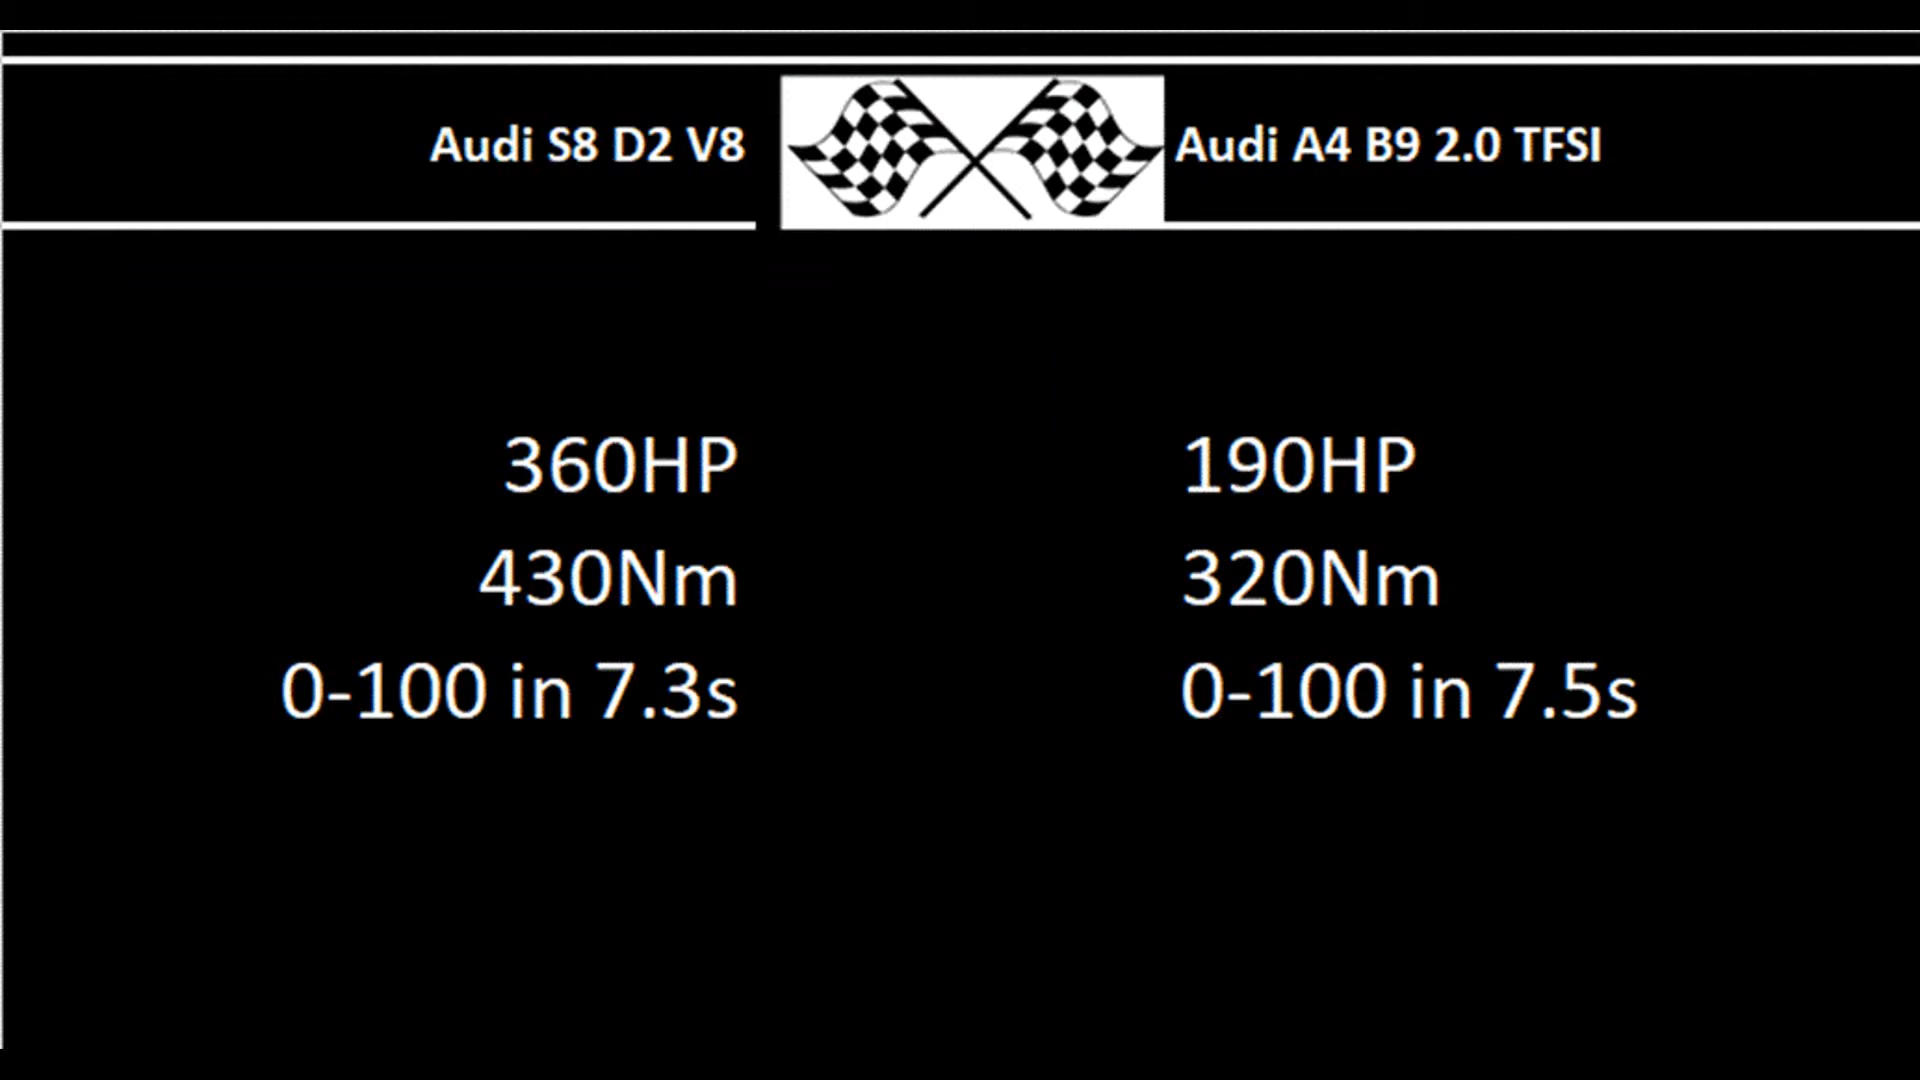 Audi S8 D2 V8
Audi A4 B9 2.0 TFSI
360HP
190HP
430Nm
320Nm
0-100 in 7.3s
0-100 in 7.5s